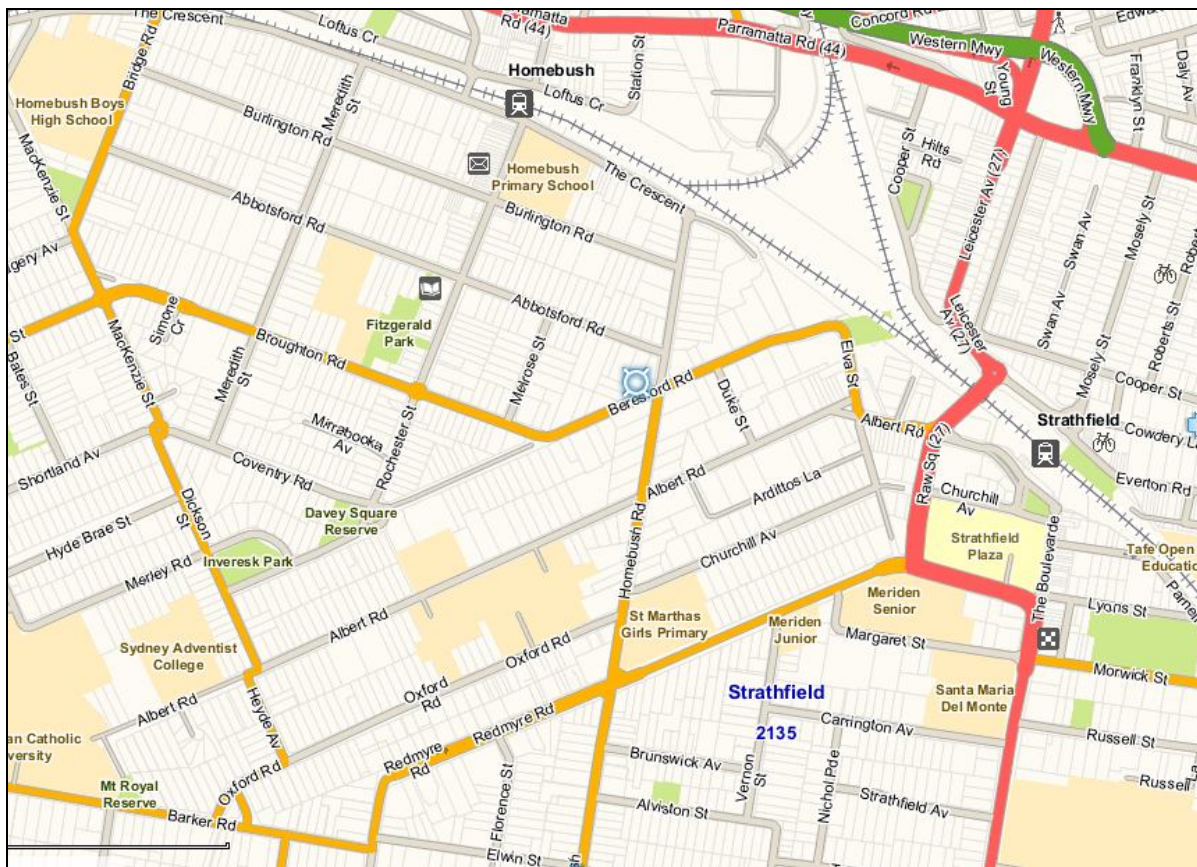 The Crescent
Loftus Cr
Parramatta
Rd (44)
Parramatta Rd (44)
Concord Rd
Western Mwy
Western Mwy
Young
St
Franklyn St
Daly Av
Bridge Rd
Homebush Boys
High School
Meredith
St
Burlington Rd
Homebush
Station St
Loftus Cr
Homebush
Primary School
The Crescent
Burlington Rd
Cooper St
Hilts
Rd
Leicester Av (27)
Swan Av
Swan Av
Mosely St
Mosely St
Roberts St
MacKenzie St
Abbotsford Rd
Abbotsford Rd
Fitzgerald
Park
Simone
Cr
Broughton Rd
MacKenzie St
Bates St
St
Meredith
St
Melrose St
Beresford Rd
Duke St
Elva St
Leicester
Av (27)
Cooper St
Albert Rd
Strathfield
Cowdery La
Everton Rd
Mirrabooka
Av
Rochester St
Shortland Av
Coventry Rd
Davey Square
Reserve
Albert Rd
Ardittos La
Raw Sq (27)
Churchill
Av
Dickson
St
Hyde Brae St
Merley Rd
Inveresk Park
Homebush Rd
Churchill Av
Strathfield
Plaza
The Boulevarde
Tafe Open
Education
Lyons St
Sydney Adventist
College
Albert Rd
Oxford Rd
St Marthas
Girls Primary
Meriden
Junior
Meriden
Senior
Margaret St
Morwick St
Albert Rd
Heyde Av
Oxford
Rd
Redmyre Rd
Redmyre
Rd
Strathfield
2135
Santa Maria
Del Monte
Carrington Av
Russell St
Russell
Oxford Rd
Mt Royal
Reserve
Barker Rd
Florence St
Brunswick Av
Vernon
St
Nichol Pde
Strathfield Av
Alviston St
Elwin St